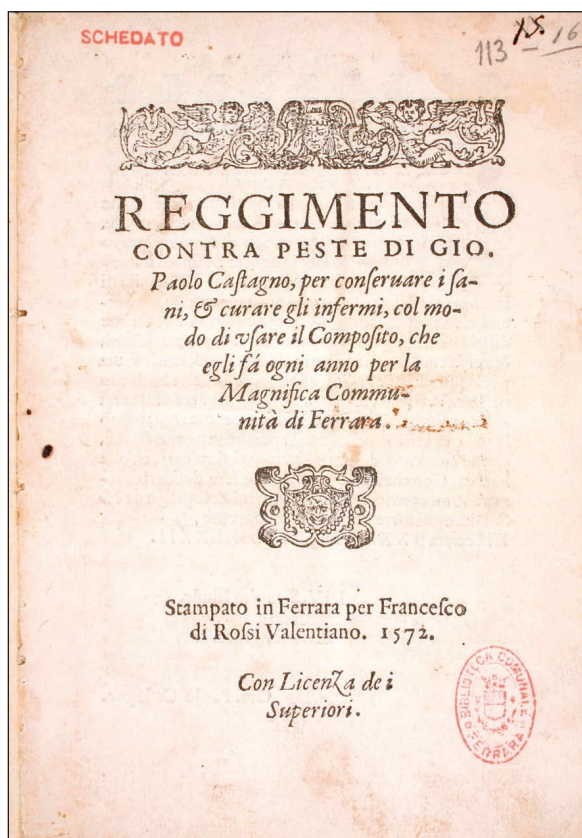 SCHEDATO
113 15. – 16
REGGIMENTO
CONTRA PESTE DI GIO.
Paolo Caſtagno, per conſeruare i ſa-
ni, & curare gli infermi, col mo-
do di vſare il Compoſito, che
egli fá ogni anno per la
Magnifica Commu-
nità di Ferrara.
Stampato in Ferrara per Franceſco
di Roſsi Valentiano. 1572.
Con Licenza de i
Superiori.
BIBLIOTECA COMUNALE
FERRARA